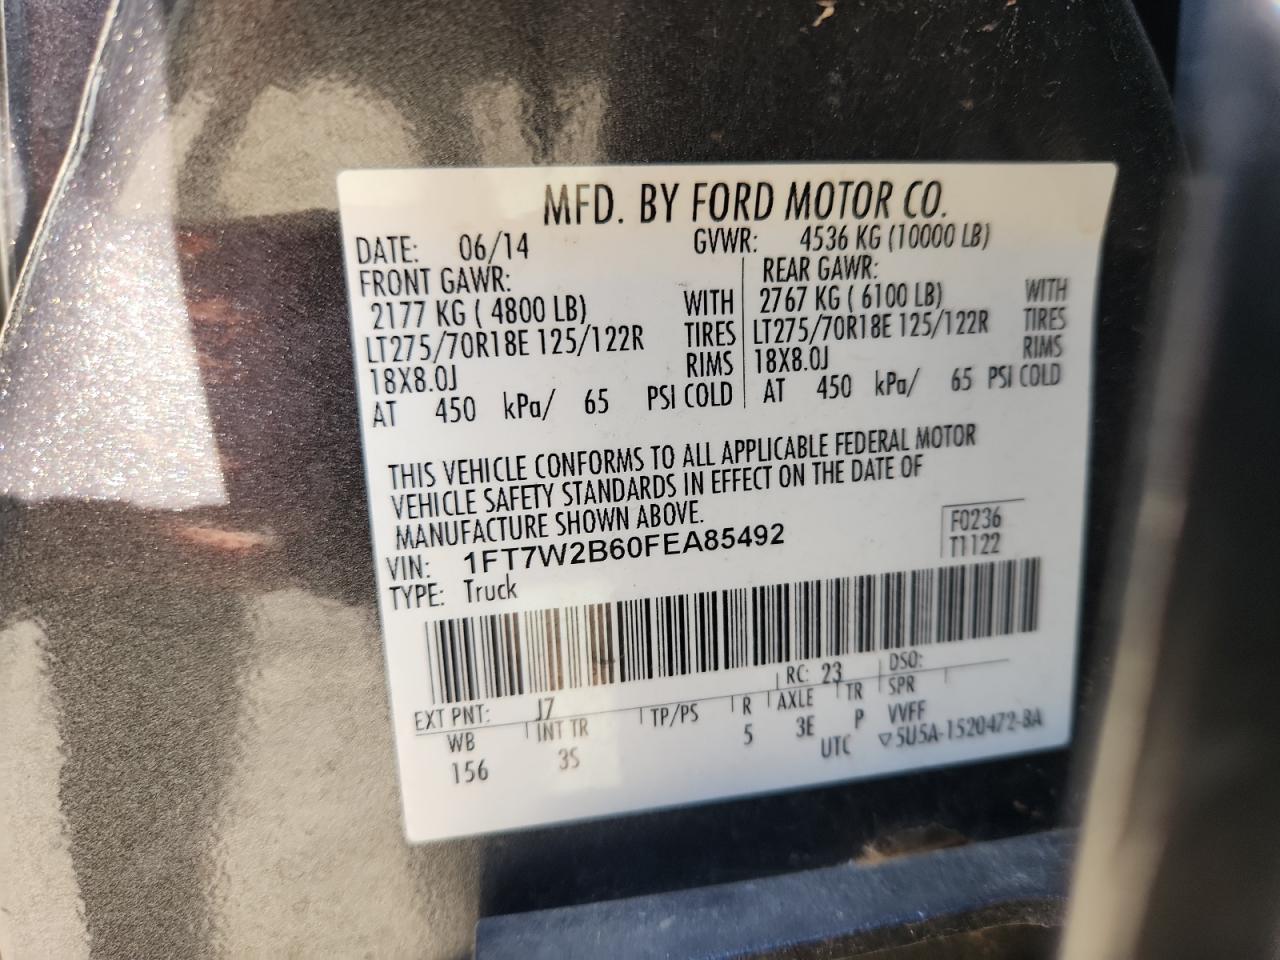 MFD. BY FORD MOTOR CO.
DATE: 06/14 GVWR: 4536 KG (10000 LB)
FRONT GAWR: REAR GAWR:
2177 KG ( 4800 LB) WITH 2767 KG ( 6100 LB) WITH
LT275/70R18E 125/122R TIRES LT275/70R18E 125/122R TIRES
18X8.0J RIMS 18X8.0J RIMS
AT 450 kPa/ 65 PSI COLD AT 450 kPa/ 65 PSI COLD
THIS VEHICLE CONFORMS TO ALL APPLICABLE FEDERAL MOTOR
VEHICLE SAFETY STANDARDS IN EFFECT ON THE DATE OF
MANUFACTURE SHOWN ABOVE.
F0236
VIN: 1FT7W2B60FEA85492 T1122
TYPE: Truck
EXT PNT: J7 RC: 23 DSO:
WB INT TR TP/PS R AXLE TR SPR
156 3S 5 3E P VVFF
UTC ▽5U5A-1520472-BA